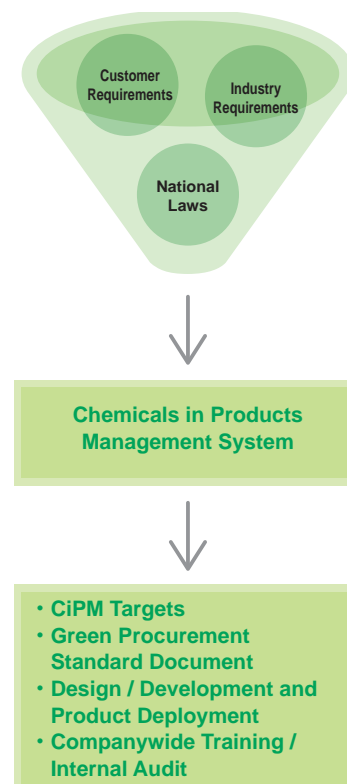 Customer
Requirements
Industry
Requirements
National
Laws
Chemicals in Products
Management System
・CiPM Targets
・Green Procurement
Standard Document
・Design / Development and
Product Deployment
・Companywide Training /
Internal Audit